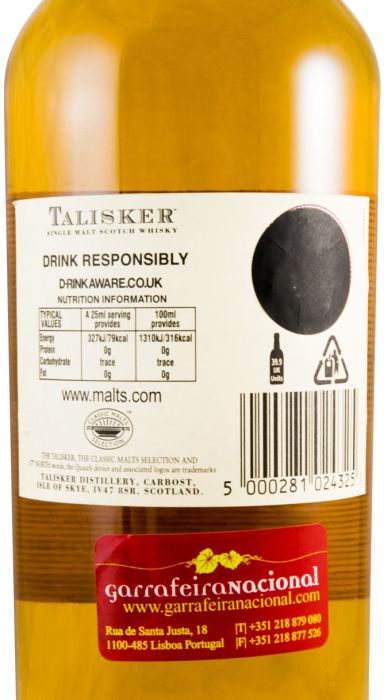 TALISKER™
SINGLE MALT SCOTCH WHISKY
DRINK RESPONSIBLY
DRINKAWARE.CO.UK
NUTRITION INFORMATION
TYPICAL VALUES A 25ml serving provides 100ml provides
Energy 327kJ/79kcal 1310kJ/316kcal
Protein 0g 0g
Carbohydrate trace trace
Fat 0g 0g
www.malts.com
CLASSIC MALTS
SELECTION
39.9
UK
Units
THE TALISKER, THE CLASSIC MALTS SELECTION and
57° NORTH words, the Quaich device and associated logos are trademarks
TALISKER DISTILLERY, CARBOST,
ISLE OF SKYE, IV47 8SR, SCOTLAND.
5 000281 024325
garrafeiranacional
www.garrafeiranacional.com
Rua de Santa Justa, 18 |T| +351 218 879 080
1100-485 Lisboa Portugal |F| +351 218 877 526